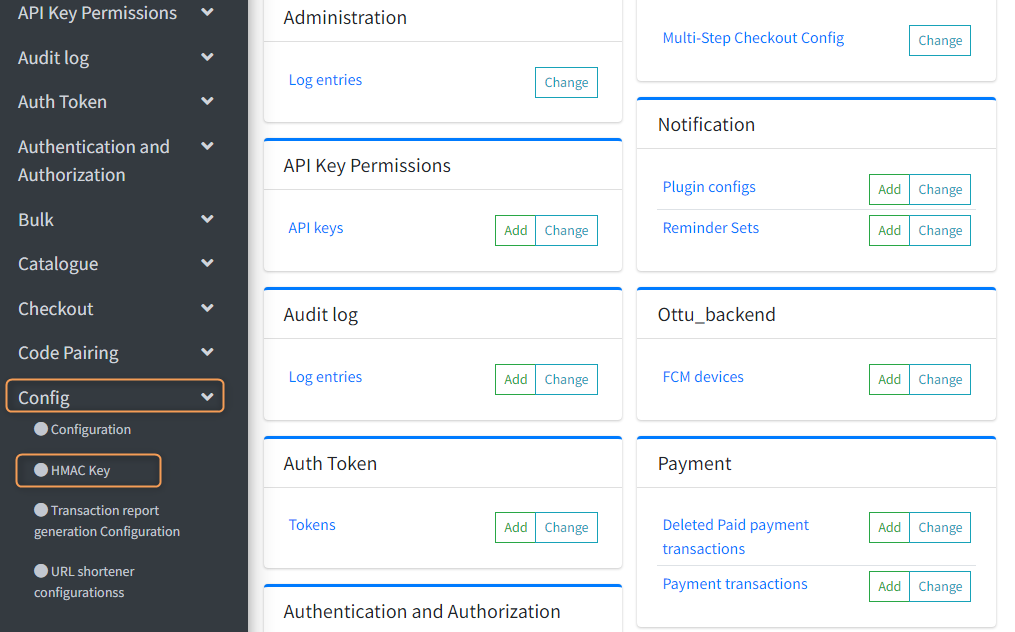 API Key Permissions
Audit log
Auth Token
Authentication and
Authorization
Bulk
Catalogue
Checkout
Code Pairing
Config
Configuration
HMAC Key
Transaction report
generation Configuration
URL shortener
configurationss
Administration
Log entries
Change
API Key Permissions
API keys
Add Change
Audit log
Log entries
Add Change
Auth Token
Tokens
Add Change
Authentication and Authorization
Multi-Step Checkout Config
Change
Notification
Plugin configs
Add Change
Reminder Sets
Add Change
Ottu_backend
FCM devices
Add Change
Payment
Deleted Paid payment
transactions
Add Change
Payment transactions
Add Change